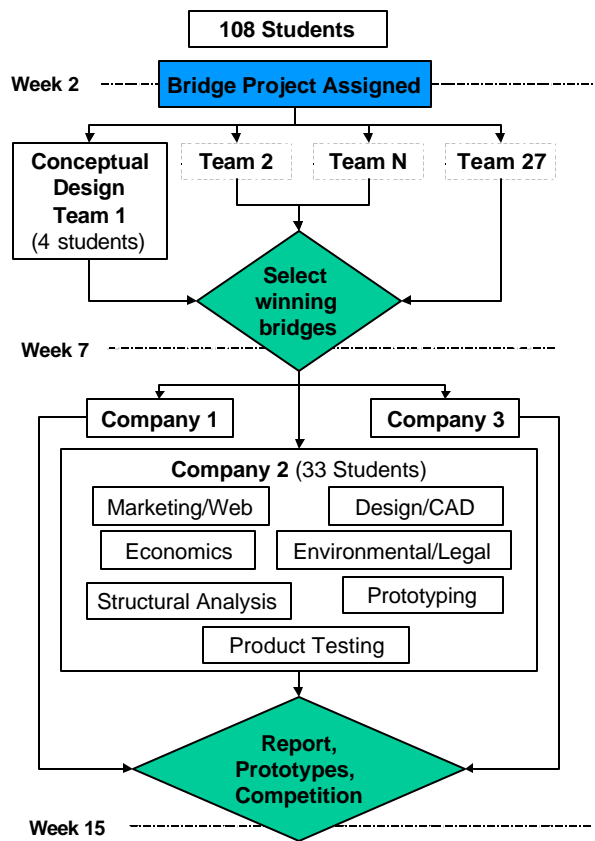 108 Students
Week 2
Bridge Project Assigned
Conceptual
Design
Team 1
(4 students)
Team 2
Team N
Team 27
Select
winning
bridges
Week 7
Company 1
Company 3
Company 2 (33 Students)
Marketing/Web
Design/CAD
Economics
Environmental/Legal
Structural Analysis
Prototyping
Product Testing
Report,
Prototypes,
Competition
Week 15